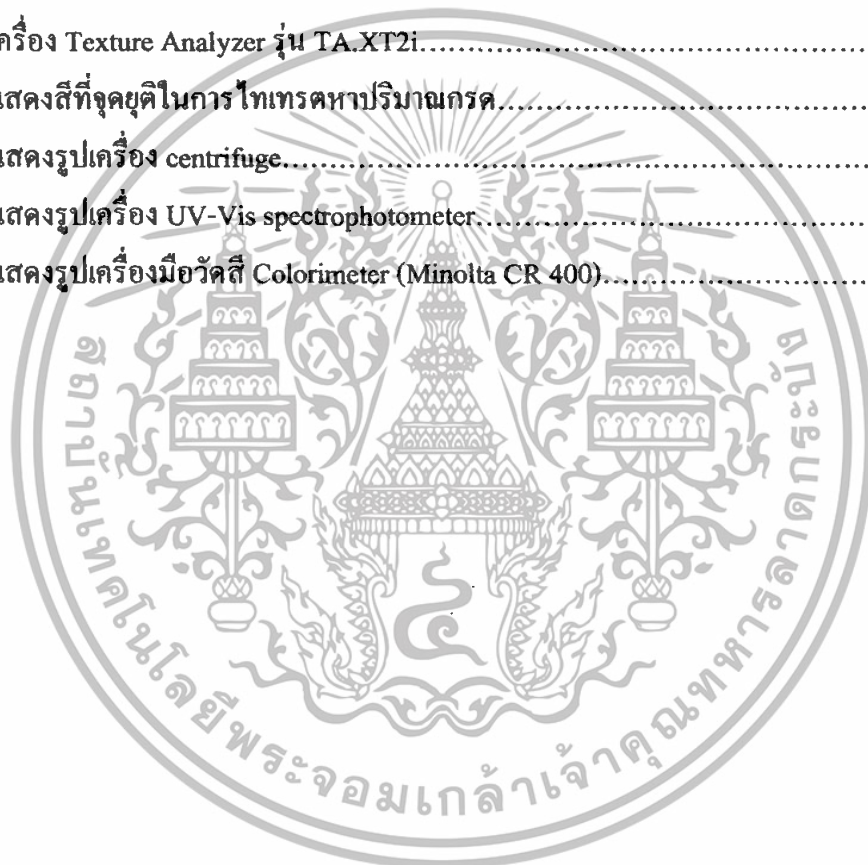 ครื่อง Texture Analyzer รุ่น TA.XT2i
สดงสีที่จุดยุติในการไทเทรตหาปริมาณกรด
สดงรูปเครื่อง centrifuge
สดงรูปเครื่อง UV-Vis spectrophotometer
สดงรูปเครื่องมือวัดสี Colorimeter (Minolta CR 400)
สถาบันเทคโนโลยีพระจอมเกล้าเจ้าคุณทหารลาดกระบัง